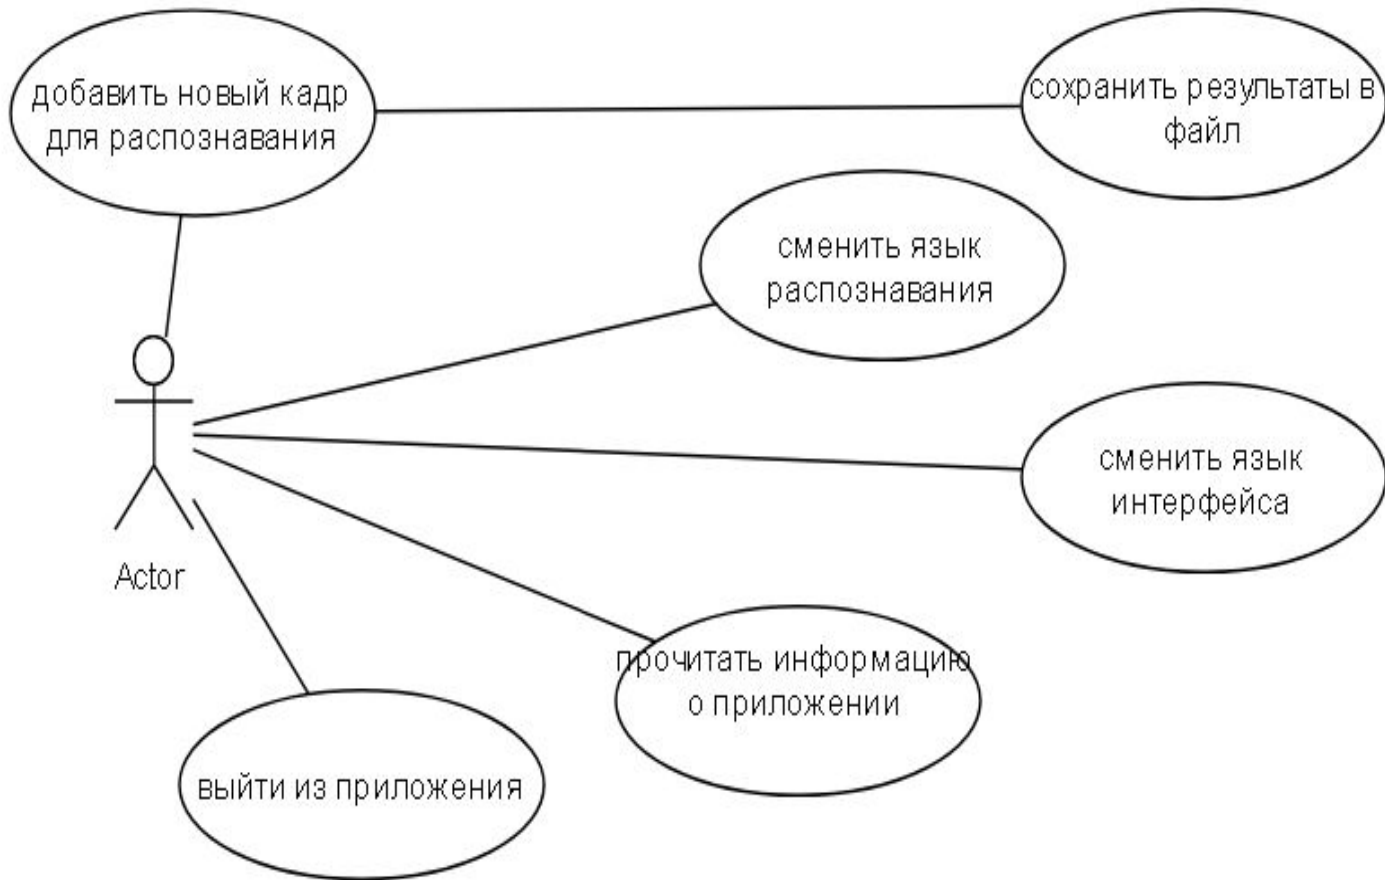 добавить новый кадр
для распознавания
сохранить результаты в
файл
сменить язык
распознавания
сменить язык
интерфейса
Actor
прочитать информацию
о приложении
выйти из приложения